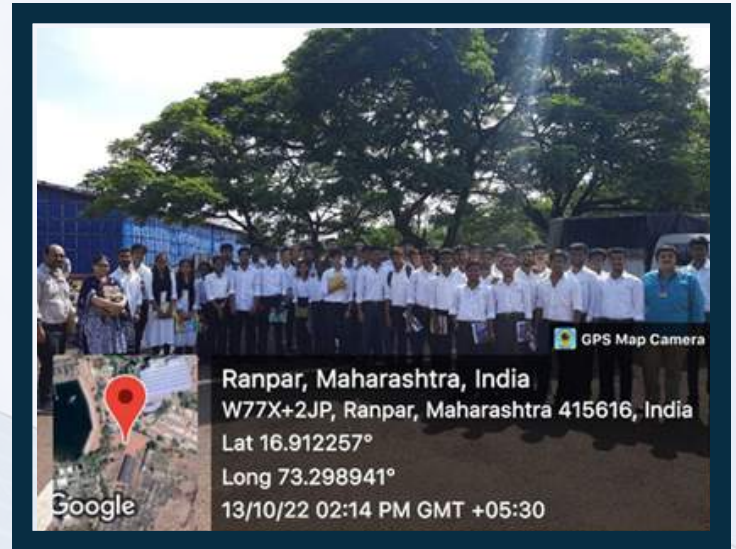 GPS Map Camera
Ranpar, Maharashtra, India
W77X+2JP, Ranpar, Maharashtra 415616, India
Lat 16.912257°
Long 73.298941°
13/10/22 02:14 PM GMT +05:30
Google